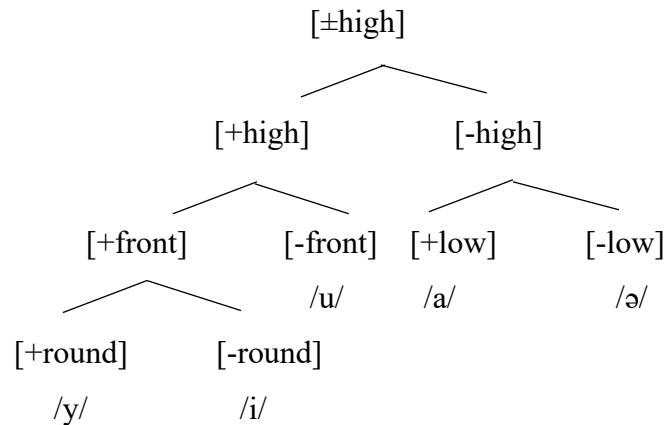 [±high]
[+high] [-high]
[+front] [-front] [+low] [-low]
/u/ /a/ /ə/
[+round] [-round]
/y/ /i/